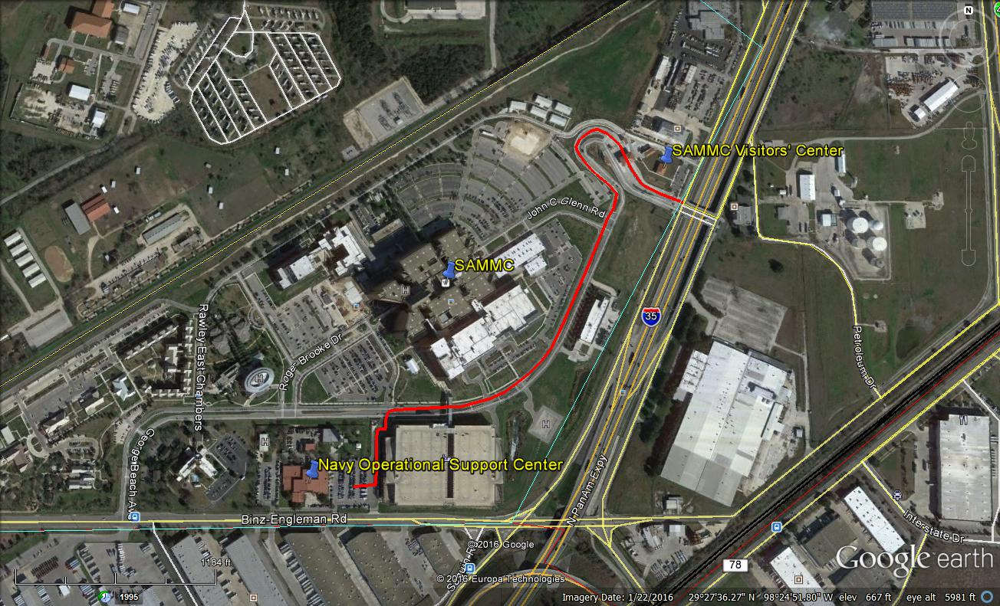 N
SAMMC Visitors' Center
John C Glenn Rd
SAMMC
H
35
Rawley East Chambers
Roger Brooke Dr
Petroleum Dr
H
H
H
George Beach Av
Navy Operational Support Center
N PanAm Expy
Binz-Engleman Rd
Interstate Dr
©2016 Google
Google earth
1184 ft
78
© 2016 Europa Technologies
1995
Imagery Date: 1/22/2016 29°27'36.27" N 98°24'51.80" W elev 667 ft eye alt 5981 ft